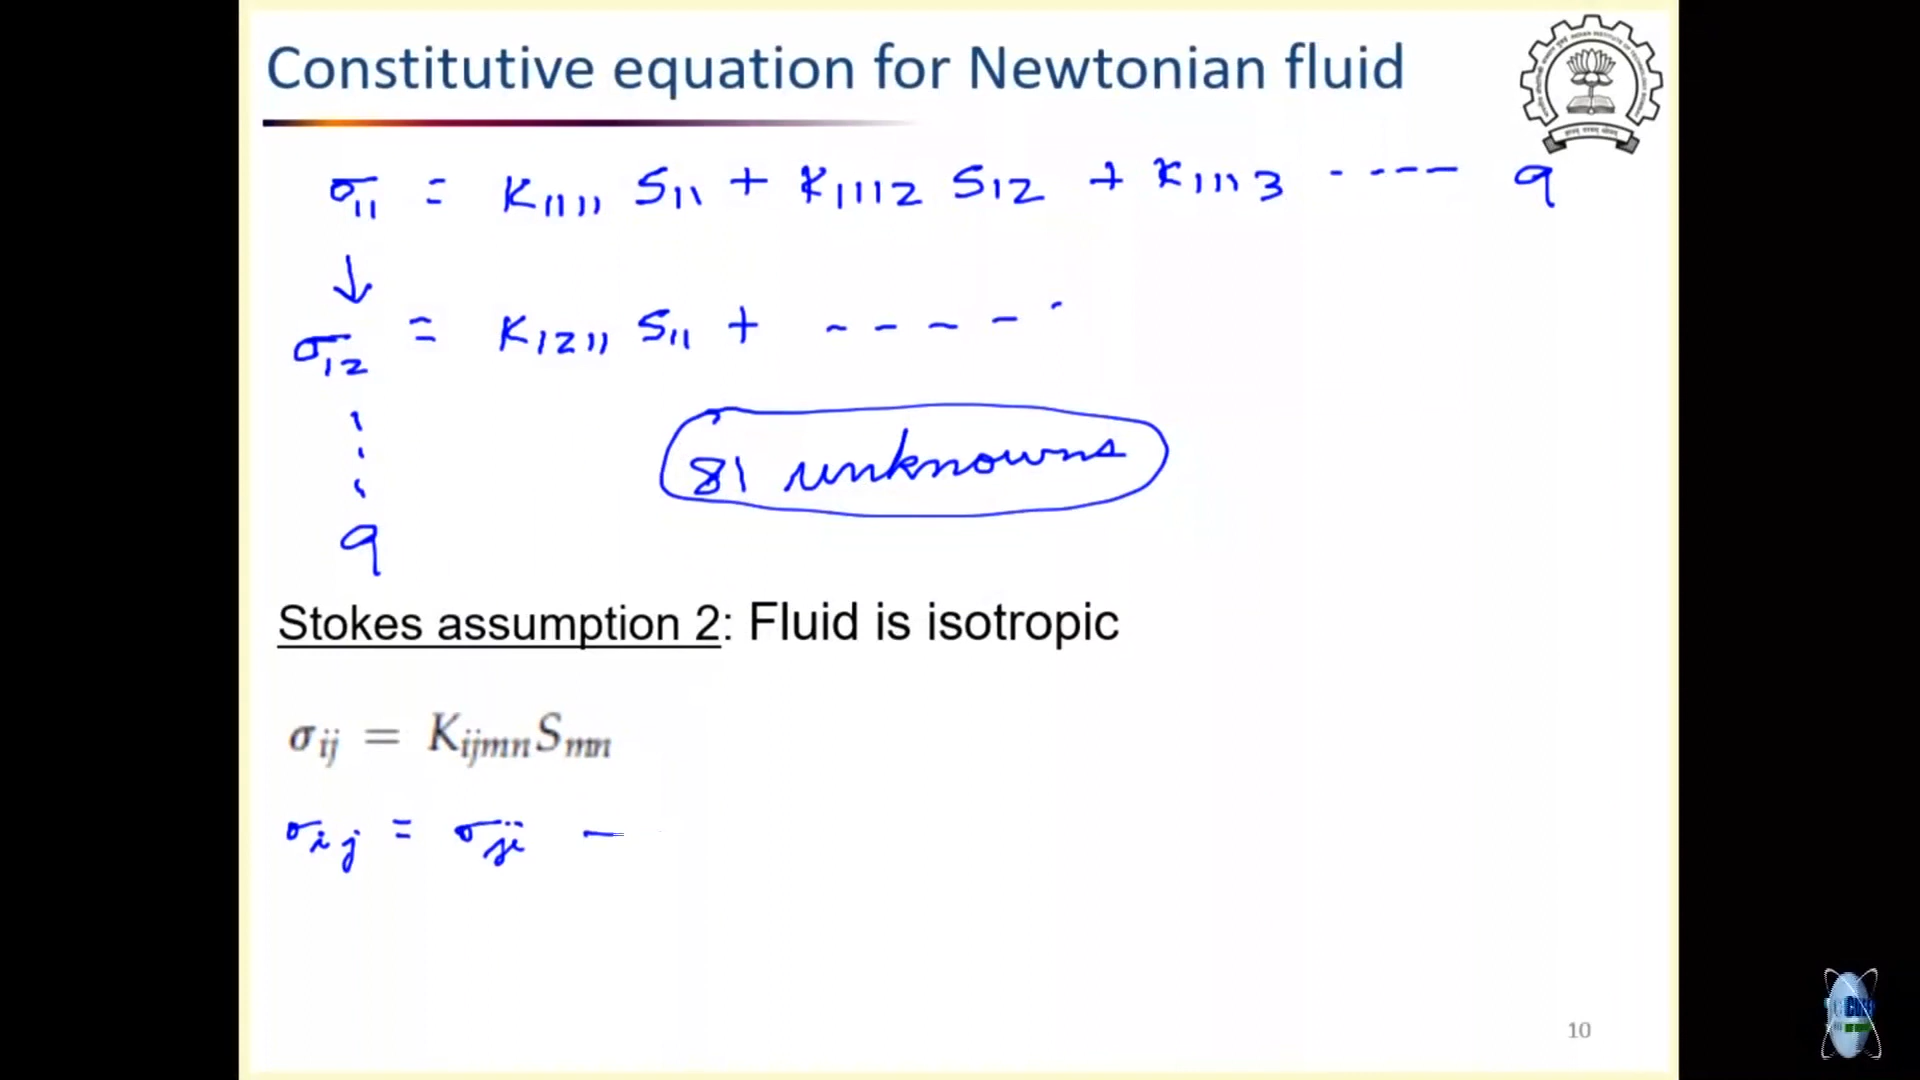 Constitutive equation for Newtonian fluid
σ₁₁ = K₁₁₁₁ S₁₁ + K₁₁₁₂ S₁₂ + K₁₁₁₃ ----- 9
↓
σ₁₂ = K₁₂₁₁ S₁₁ + - - - - -
81 unknowns
9
Stokes assumption 2: Fluid is isotropic
σᵢⱼ = KᵢⱼₘₙSₘₙ
σᵢⱼ = σⱼᵢ —
10